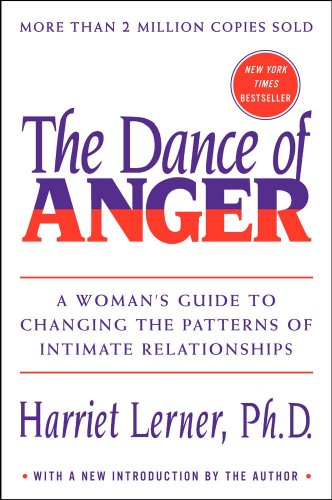 MORE THAN 2 MILLION COPIES SOLD
NEW YORK
TIMES
BESTSELLER
The Dance of
ANGER
A WOMAN'S GUIDE TO
CHANGING THE PATTERNS OF
INTIMATE RELATIONSHIPS
Harriet Lerner, Ph.D.
• WITH A NEW INTRODUCTION BY THE AUTHOR •